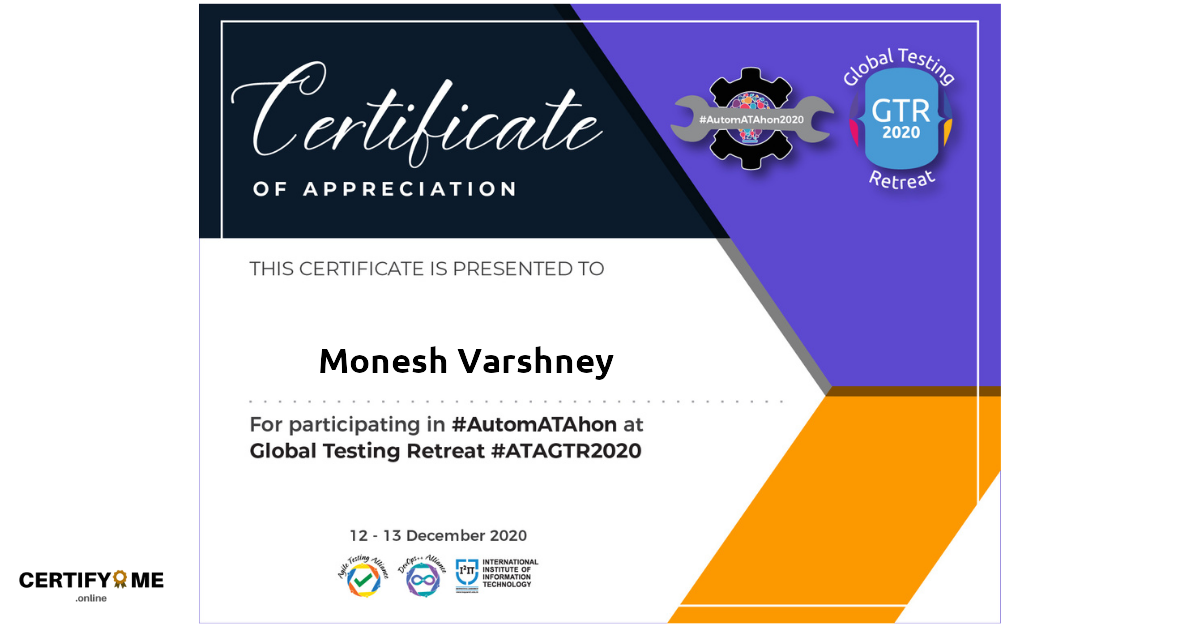 Certificate
OF APPRECIATION
#AutomATAhon2020
Global Testing
GTR
2020
Retreat
THIS CERTIFICATE IS PRESENTED TO
Monesh Varshney
For participating in #AutomATAhon at
Global Testing Retreat #ATAGTR2020
12 - 13 December 2020
Agile Testing Alliance
DevOps++ Alliance
I²IT
INTERNATIONAL
INSTITUTE OF
INFORMATION
TECHNOLOGY
CERTIFY ME
.online